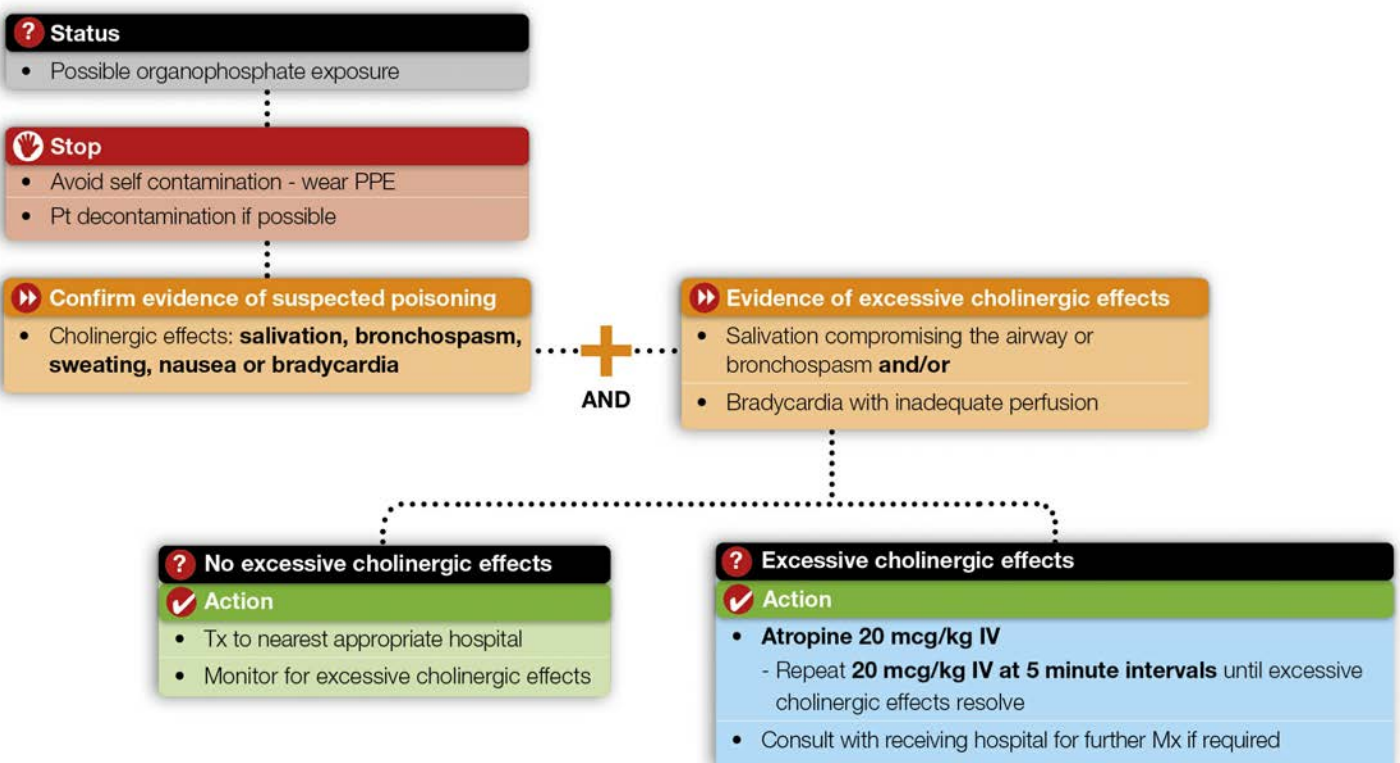 ? Status
• Possible organophosphate exposure
Stop
• Avoid self contamination - wear PPE
• Pt decontamination if possible
Confirm evidence of suspected poisoning
• Cholinergic effects: salivation, bronchospasm,
sweating, nausea or bradycardia
AND
Evidence of excessive cholinergic effects
• Salivation compromising the airway or
bronchospasm and/or
• Bradycardia with inadequate perfusion
? No excessive cholinergic effects
Action
• Tx to nearest appropriate hospital
• Monitor for excessive cholinergic effects
? Excessive cholinergic effects
Action
• Atropine 20 mcg/kg IV
- Repeat 20 mcg/kg IV at 5 minute intervals until excessive
cholinergic effects resolve
• Consult with receiving hospital for further Mx if required